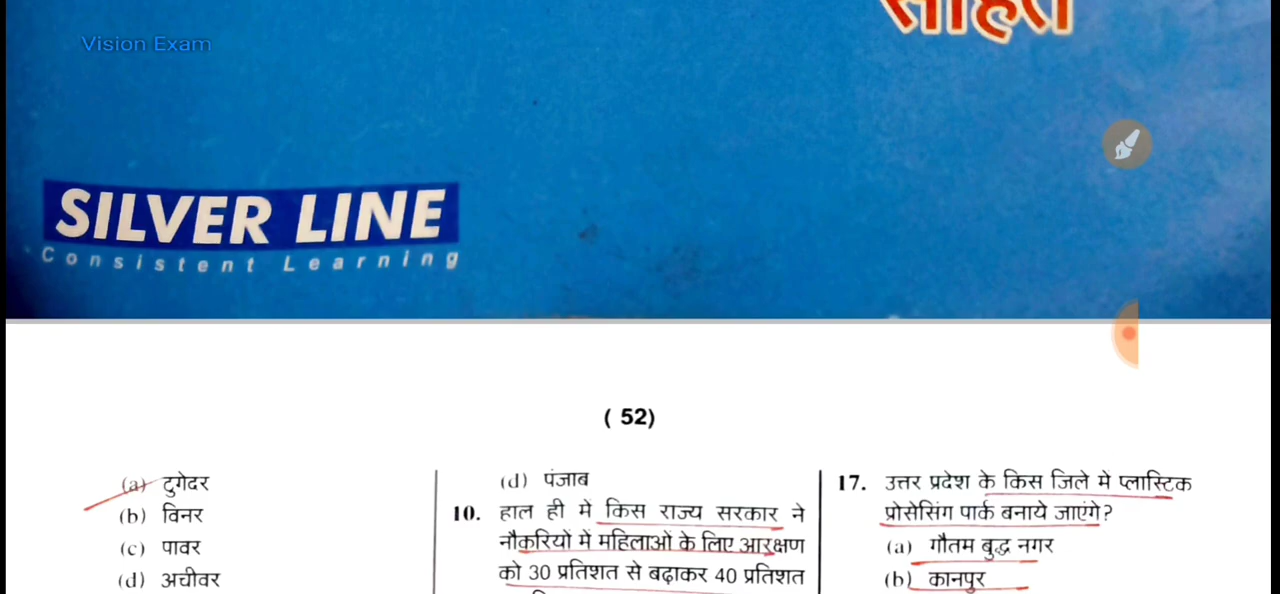 सहित
Vision Exam
SILVER LINE
Consistent Learning
( 52)
(a) टुगेदर
(b) विनर
(c) पावर
(d) अचीवर
(d) पंजाब
10. हाल ही में किस राज्य सरकार ने
नौकरियों में महिलाओं के लिए आरक्षण
को 30 प्रतिशत से बढ़ाकर 40 प्रतिशत
17. उत्तर प्रदेश के किस जिले में प्लास्टिक
प्रोसेसिंग पार्क बनाये जाएंगे?
(a) गौतम बुद्ध नगर
(b) कानपुर